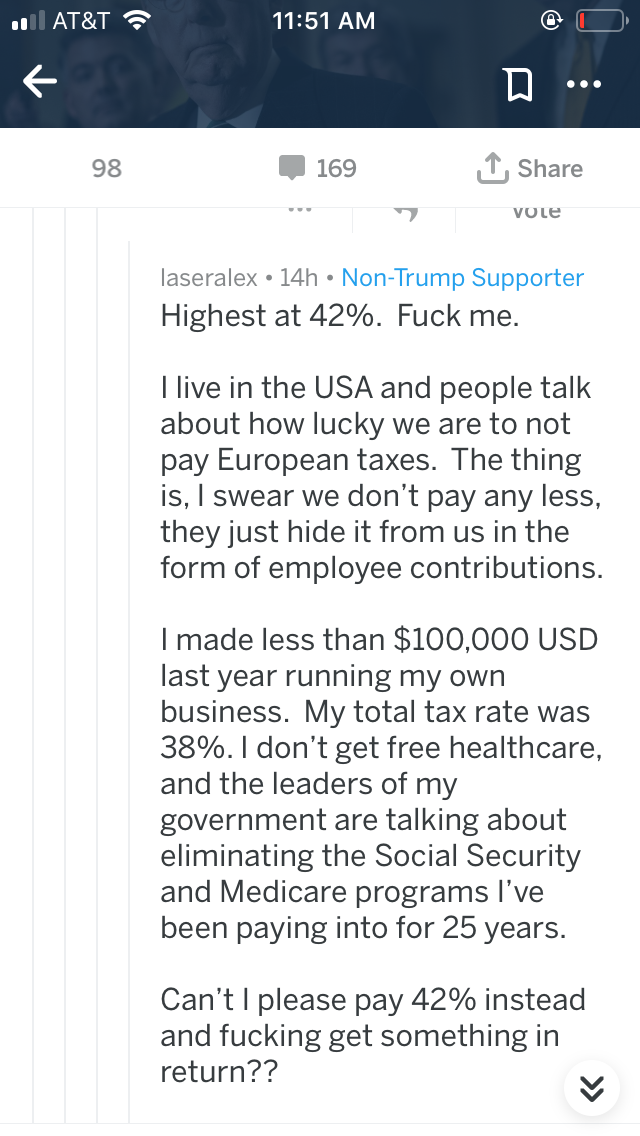 AT&T 11:51 AM
98 169 Share
... Vote
laseralex • 14h • Non-Trump Supporter
Highest at 42%.  Fuck me.
I live in the USA and people talk
about how lucky we are to not
pay European taxes.  The thing
is, I swear we don't pay any less,
they just hide it from us in the
form of employee contributions.
I made less than $100,000 USD
last year running my own
business.  My total tax rate was
38%. I don't get free healthcare,
and the leaders of my
government are talking about
eliminating the Social Security
and Medicare programs I've
been paying into for 25 years.
Can't I please pay 42% instead
and fucking get something in
return??